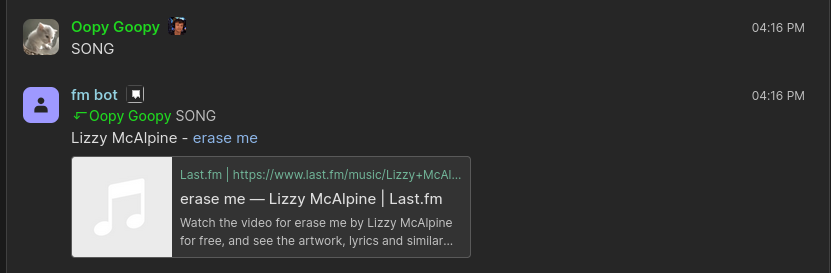 Oopy Goopy 04:16 PM
SONG
fm bot 04:16 PM
Oopy Goopy SONG
Lizzy McAlpine - erase me
Last.fm | https://www.last.fm/music/Lizzy+McAl...
erase me — Lizzy McAlpine | Last.fm
Watch the video for erase me by Lizzy McAlpine
for free, and see the artwork, lyrics and similar...